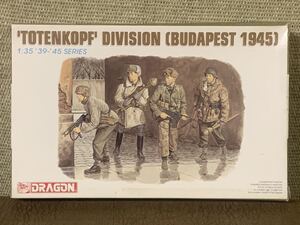 'TOTENKOPF' DIVISION (BUDAPEST 1945)
1:35 '39-'45 SERIES
DRAGON